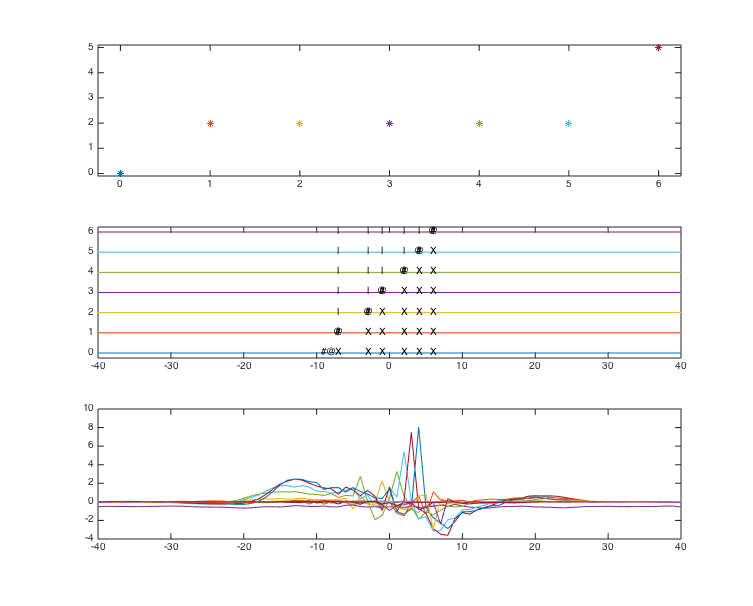 5
4
3
2
1
0
0 1 2 3 4 5 6
6 | | | | | @
5 | | | | @ X
4 | | | @ X X
3 | | @ X X X
2 | @ X X X X
1 @ X X X X X
0 #@X X X X X X
-40 -30 -20 -10 0 10 20 30 40
10
8
6
4
2
0
-2
-4
-40 -30 -20 -10 0 10 20 30 40